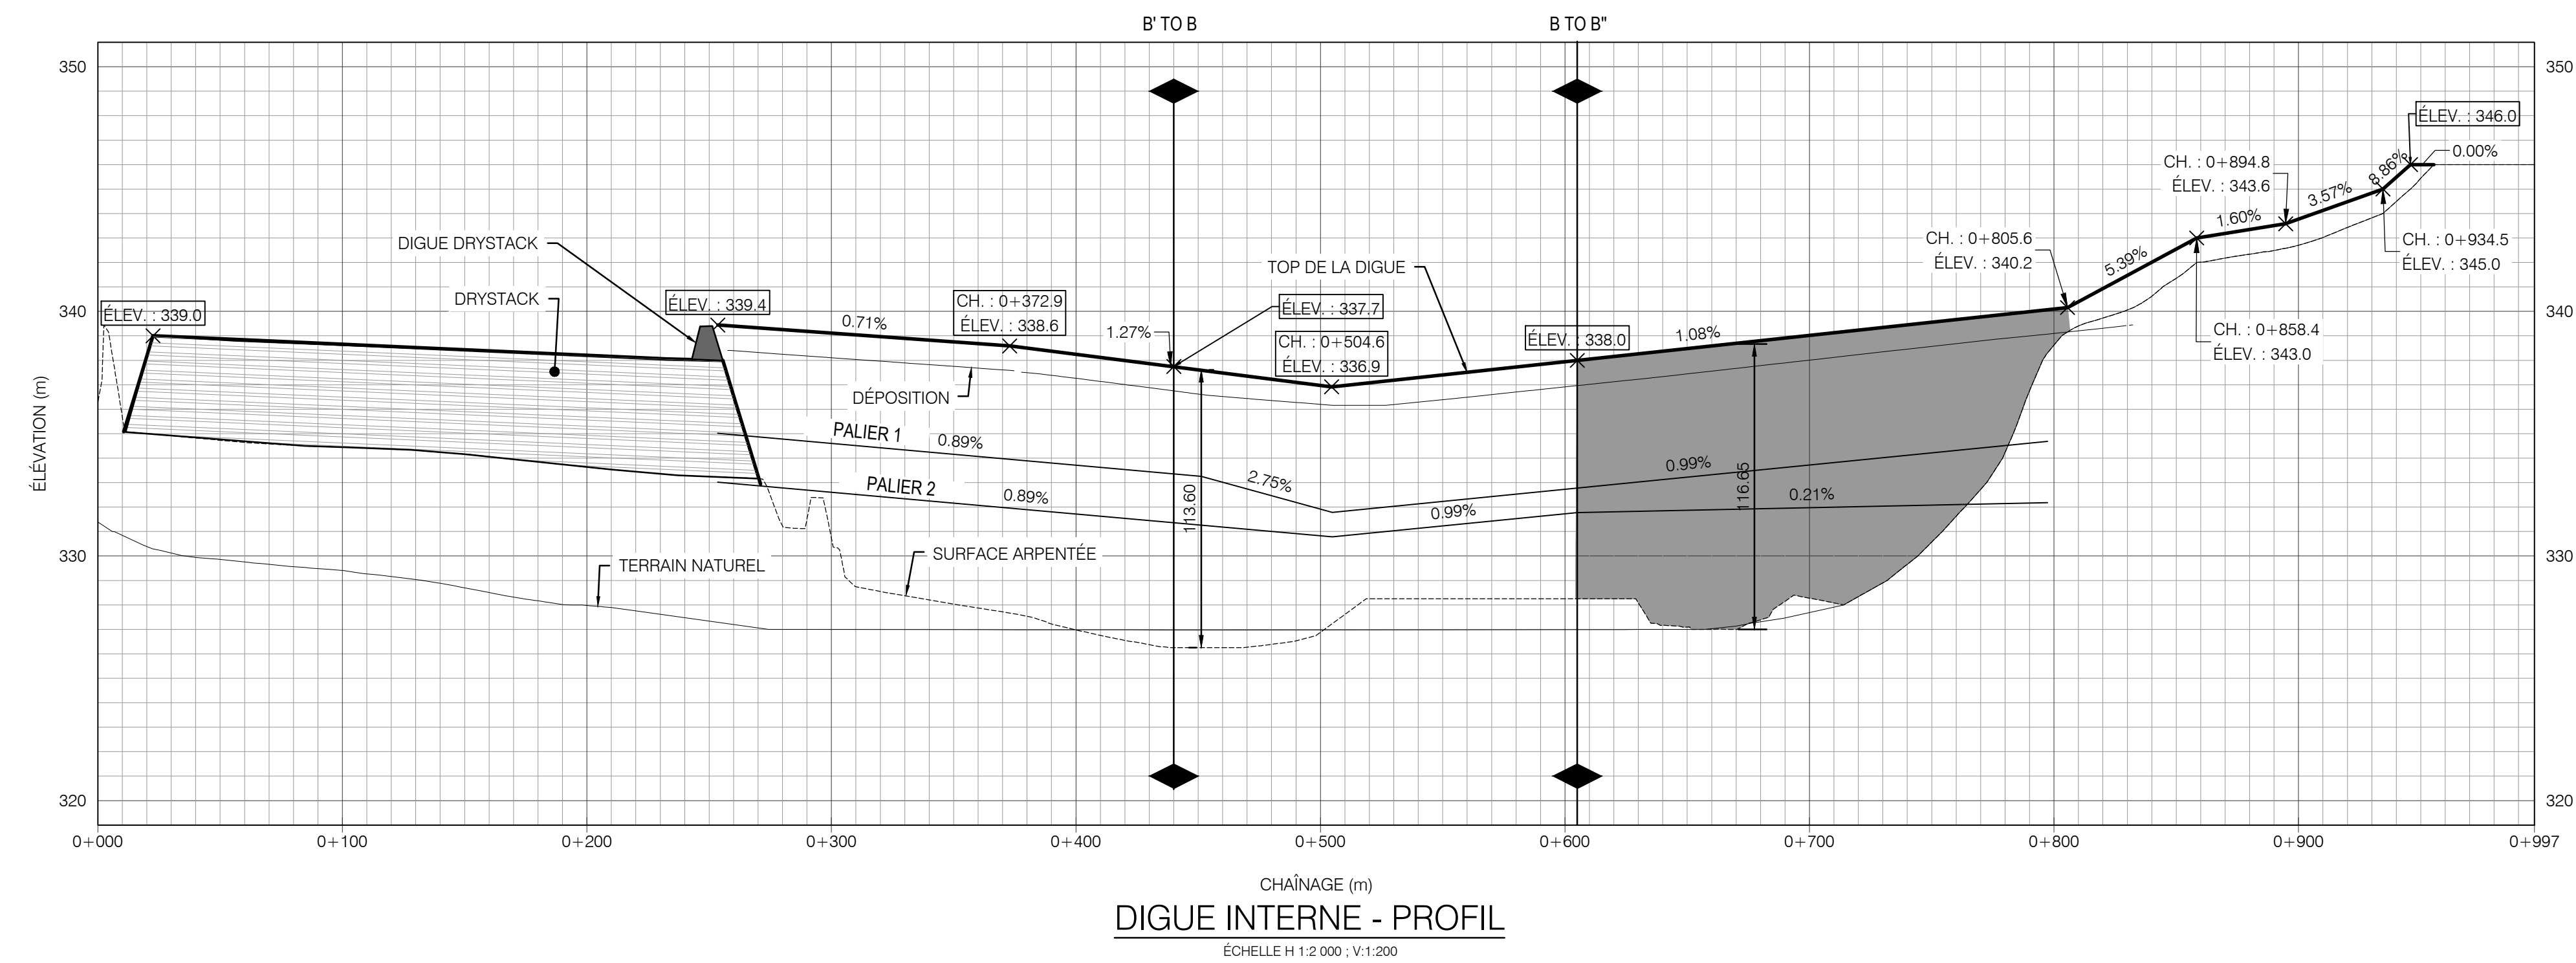 B' TO B
B TO B"
350
350
ÉLEV. : 346.0
0.00%
8.86%
CH. : 0+894.8
ÉLEV. : 343.6
3.57%
1.60%
CH. : 0+934.5
ÉLEV. : 345.0
CH. : 0+805.6
ÉLEV. : 340.2
5.39%
CH. : 0+858.4
ÉLEV. : 343.0
DIGUE DRYSTACK
DRYSTACK
TOP DE LA DIGUE
340
340
ÉLEV. : 339.0
ÉLEV. : 339.4
0.71%
CH. : 0+372.9
ÉLEV. : 338.6
1.27%
ÉLEV. : 337.7
CH. : 0+504.6
ÉLEV. : 336.9
ÉLEV. : 338.0
1.08%
DÉPOSITION
PALIER 1
0.89%
2.75%
0.99%
PALIER 2
0.89%
0.99%
0.21%
113.60
116.65
ÉLÉVATION (m)
SURFACE ARPENTÉE
TERRAIN NATUREL
330
330
320
320
0+000
0+100
0+200
0+300
0+400
0+500
0+600
0+700
0+800
0+900
0+997
CHAÎNAGE (m)
DIGUE INTERNE - PROFIL
ÉCHELLE H 1:2 000 ; V:1:200